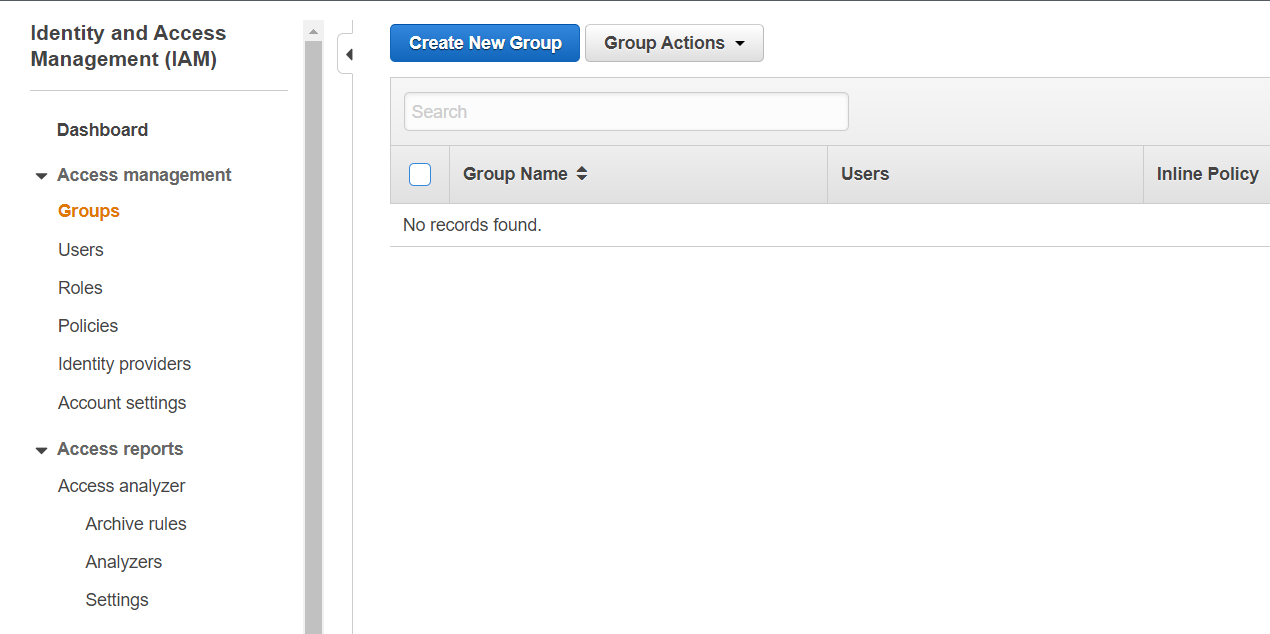 Identity and Access
Management (IAM)
Dashboard
Access management
Groups
Users
Roles
Policies
Identity providers
Account settings
Access reports
Access analyzer
Archive rules
Analyzers
Settings
Create New Group
Group Actions
Search
Group Name
Users
Inline Policy
No records found.